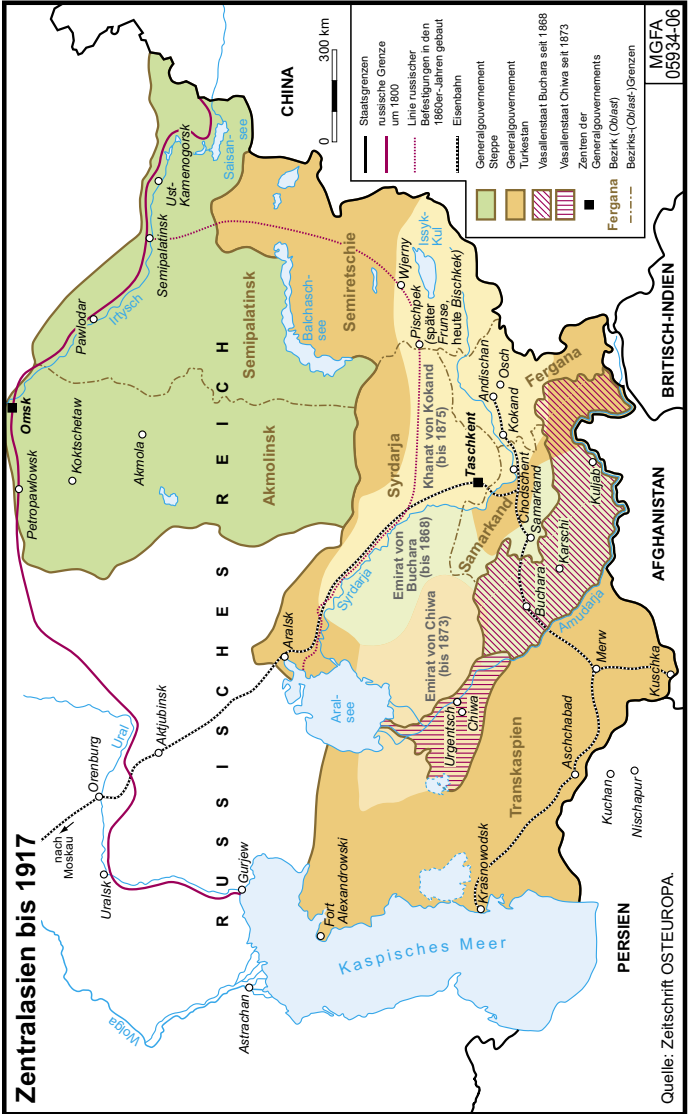 Zentralasien bis 1917
nach
Moskau
Wolga
Astrachan
Uralsk
Orenburg
Ural
Aktjubinsk
Gurjew
Petropawlowsk
Omsk
Koktschetaw
Akmola
Pawlodar
Irtysch
Semipalatinsk
Ust-
Kamenogorsk
Saisan-
see
CHINA
RUSSISCHES REICH
Akmolinsk
Semipalatinsk
Semiretschie
Balchasch-
see
Fort
Alexandrowski
Kaspisches Meer
Aralsk
Aral-
see
Syrdarja
Syrdarja
Emirat von
Buchara
(bis 1868)
Emirat von Chiwa
(bis 1873)
Khanat von Kokand
(bis 1875)
Wjerny
Pischpek
(später
Frunse,
heute Bischkek)
Issyk-
Kul
Taschkent
Andischan
Osch
Kokand
Fergana
Chodschent
Samarkand
Samarkand
Urgentsch
Chiwa
Buchara
Karschi
Kuljab
Amudarja
Transkaspien
Krasnowodsk
Aschchabad
Merw
Kuschka
Kuchan
Nischapur
PERSIEN
AFGHANISTAN
BRITISCH-INDIEN
0 300 km
Staatsgrenzen
russische Grenze
um 1800
Linie russischer
Befestigungen in den
1860er-Jahren gebaut
Eisenbahn
Generalgouvernement
Steppe
Generalgouvernement
Turkestan
Vasallenstaat Buchara seit 1868
Vasallenstaat Chiwa seit 1873
Zentren der
Generalgouvernements
Fergana Bezirk (Oblast)
Bezirks-(Oblast-)Grenzen
MGFA
05934-06
Quelle: Zeitschrift OSTEUROPA.